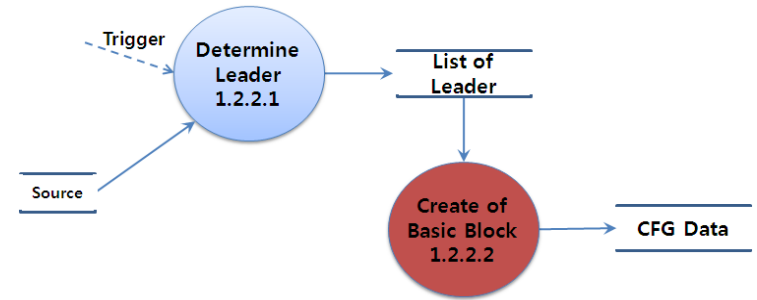 Trigger
Determine
Leader
1.2.2.1
List of
Leader
Source
Create of
Basic Block
1.2.2.2
CFG Data